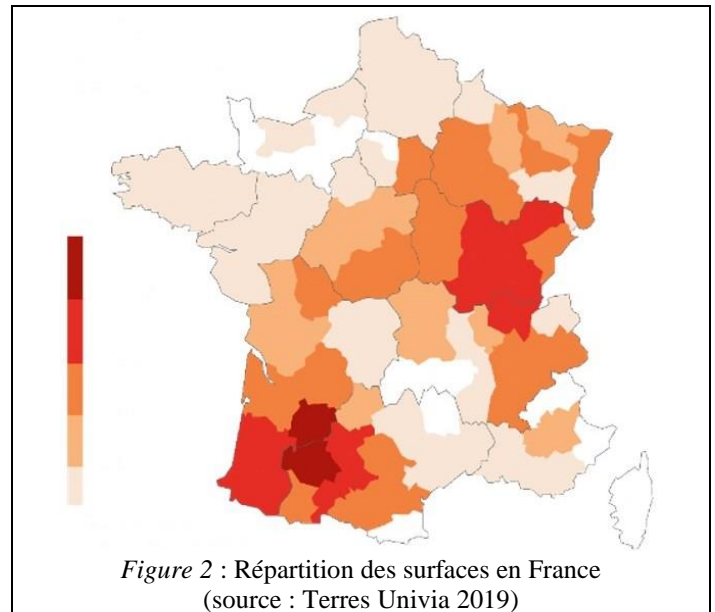 Figure 2 : Répartition des surfaces en France
(source : Terres Univia 2019)